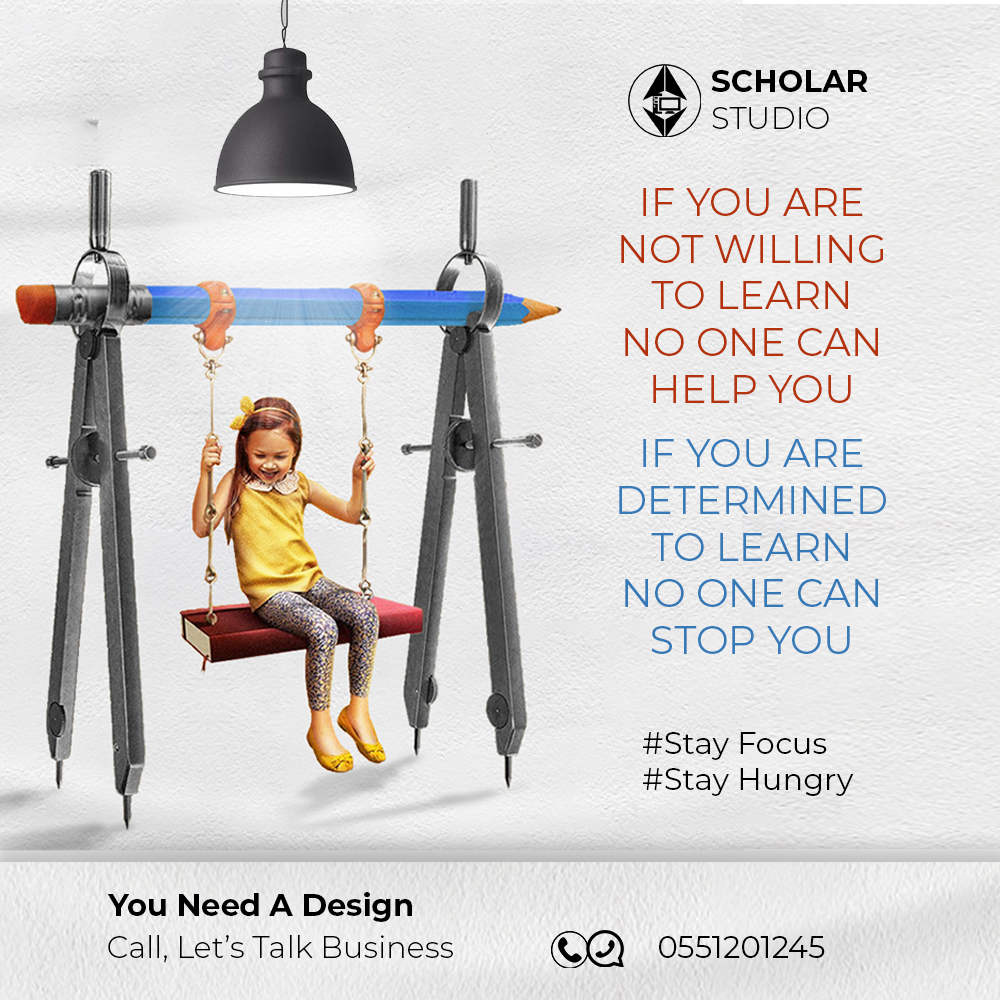 SCHOLAR
STUDIO
IF YOU ARE
NOT WILLING
TO LEARN
NO ONE CAN
HELP YOU
IF YOU ARE
DETERMINED
TO LEARN
NO ONE CAN
STOP YOU
#Stay Focus
#Stay Hungry
You Need A Design
Call, Let’s Talk Business
0551201245